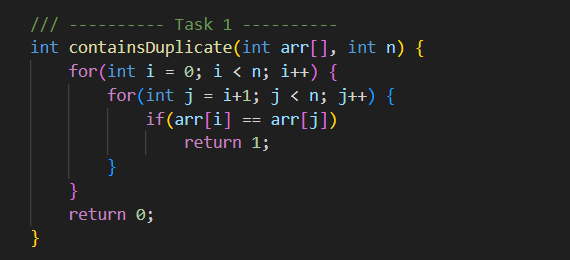 /// ---------- Task 1 ----------
int containsDuplicate(int arr[], int n) {
    for(int i = 0; i < n; i++) {
        for(int j = i+1; j < n; j++) {
            if(arr[i] == arr[j])
                return 1;
        }
    }
    return 0;
}